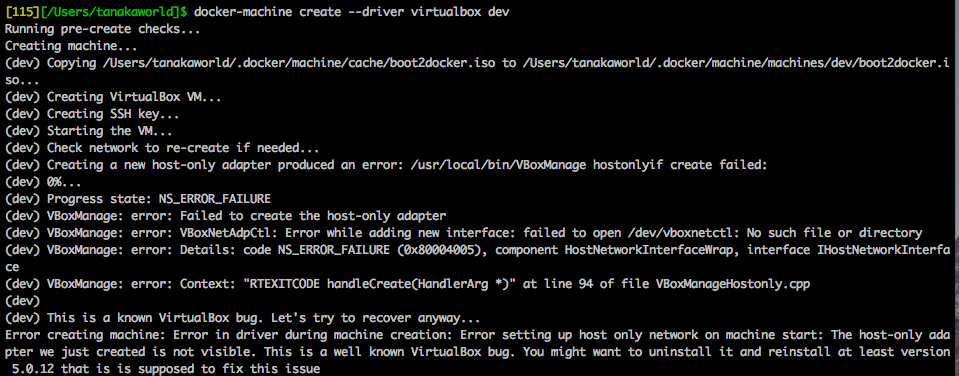 [115][/Users/tanakaworld]$ docker-machine create --driver virtualbox dev
Running pre-create checks...
Creating machine...
(dev) Copying /Users/tanakaworld/.docker/machine/cache/boot2docker.iso to /Users/tanakaworld/.docker/machine/machines/dev/boot2docker.i
so...
(dev) Creating VirtualBox VM...
(dev) Creating SSH key...
(dev) Starting the VM...
(dev) Check network to re-create if needed...
(dev) Creating a new host-only adapter produced an error: /usr/local/bin/VBoxManage hostonlyif create failed:
(dev) 0%...
(dev) Progress state: NS_ERROR_FAILURE
(dev) VBoxManage: error: Failed to create the host-only adapter
(dev) VBoxManage: error: VBoxNetAdpCtl: Error while adding new interface: failed to open /dev/vboxnetctl: No such file or directory
(dev) VBoxManage: error: Details: code NS_ERROR_FAILURE (0x80004005), component HostNetworkInterfaceWrap, interface IHostNetworkInterfa
ce
(dev) VBoxManage: error: Context: "RTEXITCODE handleCreate(HandlerArg *)" at line 94 of file VBoxManageHostonly.cpp
(dev)
(dev) This is a known VirtualBox bug. Let's try to recover anyway...
Error creating machine: Error in driver during machine creation: Error setting up host only network on machine start: The host-only ada
pter we just created is not visible. This is a well known VirtualBox bug. You might want to uninstall it and reinstall at least version
 5.0.12 that is is supposed to fix this issue